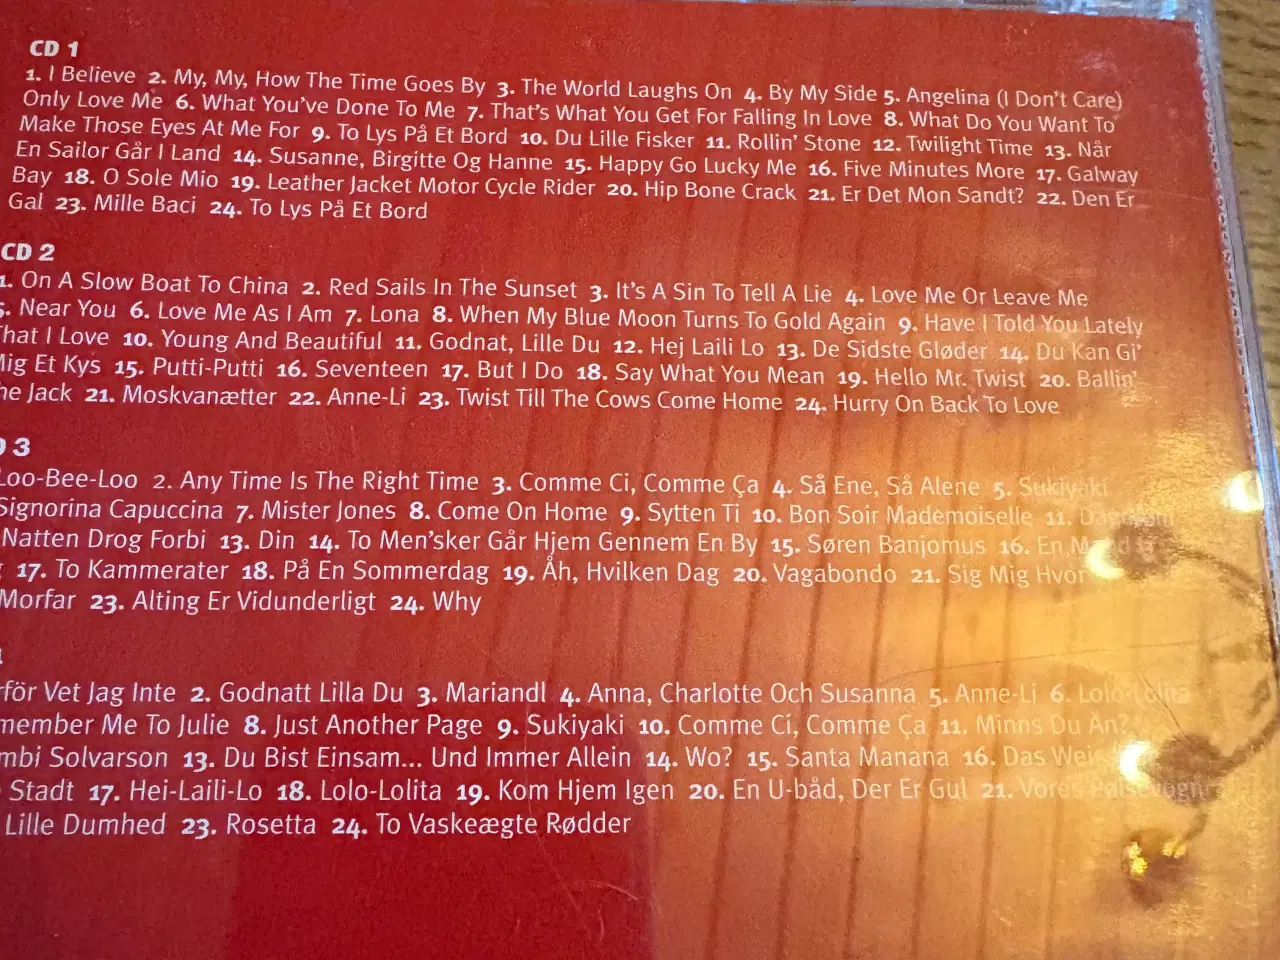 CD 1
1. I Believe 2. My, My, How The Time Goes By 3. The World Laughs On 4. By My Side 5. Angelina (I Don't Care)
Only Love Me 6. What You've Done To Me 7. That's What You Get For Falling In Love 8. What Do You Want To
Make Those Eyes At Me For 9. To Lys På Et Bord 10. Du Lille Fisker 11. Rollin' Stone 12. Twilight Time 13. Når
En Sailor Går I Land 14. Susanne, Birgitte Og Hanne 15. Happy Go Lucky Me 16. Five Minutes More 17. Galway
Bay 18. O Sole Mio 19. Leather Jacket Motor Cycle Rider 20. Hip Bone Crack 21. Er Det Mon Sandt? 22. Den Er
Gal 23. Mille Baci 24. To Lys På Et Bord
CD 2
1. On A Slow Boat To China 2. Red Sails In The Sunset 3. It's A Sin To Tell A Lie 4. Love Me Or Leave Me
5. Near You 6. Love Me As I Am 7. Lona 8. When My Blue Moon Turns To Gold Again 9. Have I Told You Lately
That I Love 10. Young And Beautiful 11. Godnat, Lille Du 12. Hej Laili Lo 13. De Sidste Gløder 14. Du Kan Gi'
Mig Et Kys 15. Putti-Putti 16. Seventeen 17. But I Do 18. Say What You Mean 19. Hello Mr. Twist 20. Ballin'
he Jack 21. Moskvanætter 22. Anne-Li 23. Twist Till The Cows Come Home 24. Hurry On Back To Love
3
Loo-Bee-Loo 2. Any Time Is The Right Time 3. Comme Ci, Comme Ça 4. Så Ene, Så Alene 5. Sukiyaki
Signorina Capuccina 7. Mister Jones 8. Come On Home 9. Sytten Ti 10. Bon Soir Mademoiselle 11.
Natten Drog Forbi 13. Din 14. To Men'sker Går Hjem Gennem En By 15. Søren Banjomus 16. En Mand
17. To Kammerater 18. På En Sommerdag 19. Åh, Hvilken Dag 20. Vagabondo 21. Sig Mig Hvor
Morfar 23. Alting Er Vidunderligt 24. Why
rför Vet Jag Inte 2. Godnatt Lilla Du 3. Mariandl 4. Anna, Charlotte Och Susanna 5. Anne-Li 6. Lolo-Lolita
member Me To Julie 8. Just Another Page 9. Sukiyaki 10. Comme Ci, Comme Ça 11. Minns Du Än?
mbi Solvarson 13. Du Bist Einsam... Und Immer Allein 14. Wo? 15. Santa Manana 16. Das Wei
Stadt 17. Hei-Laili-Lo 18. Lolo-Lolita 19. Kom Hjem Igen 20. En U-båd, Der Er Gul 21. Vores Pølsevogn
Lille Dumhed 23. Rosetta 24. To Vaskeægte Rødder